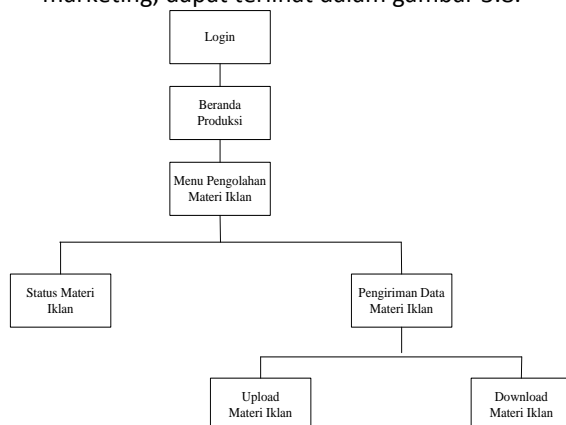 marketing, dapat terlihat dalam gambar 3.8.
Login
Beranda
Produksi
Menu Pengolahan
Materi Iklan
Status Materi
Iklan
Pengiriman Data
Materi Iklan
Upload
Materi Iklan
Download
Materi Iklan